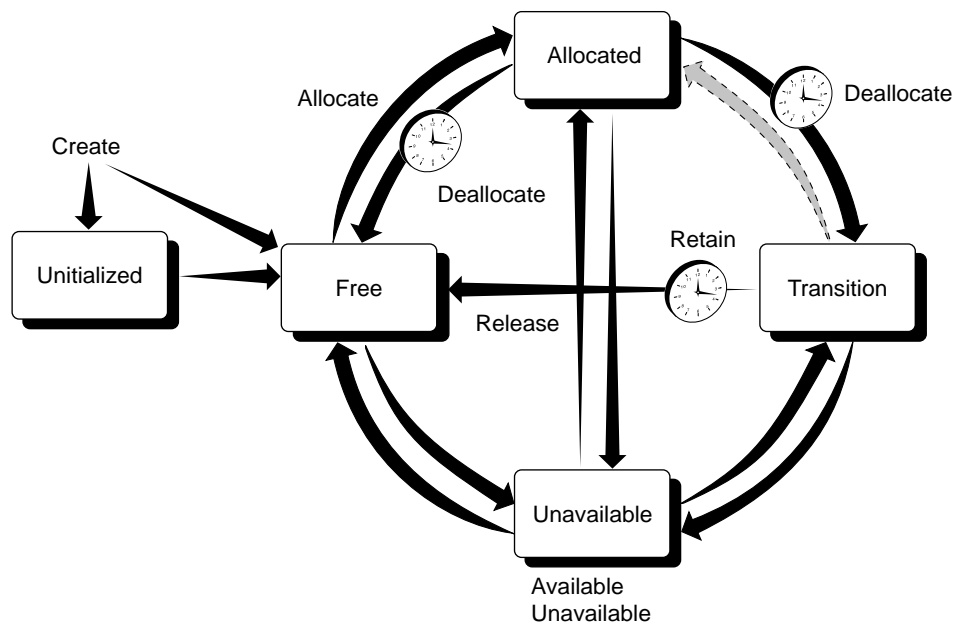 Allocated
Allocate
Deallocate
Create
Deallocate
Unitialized
Free
Retain
Transition
Release
Unavailable
Available
Unavailable